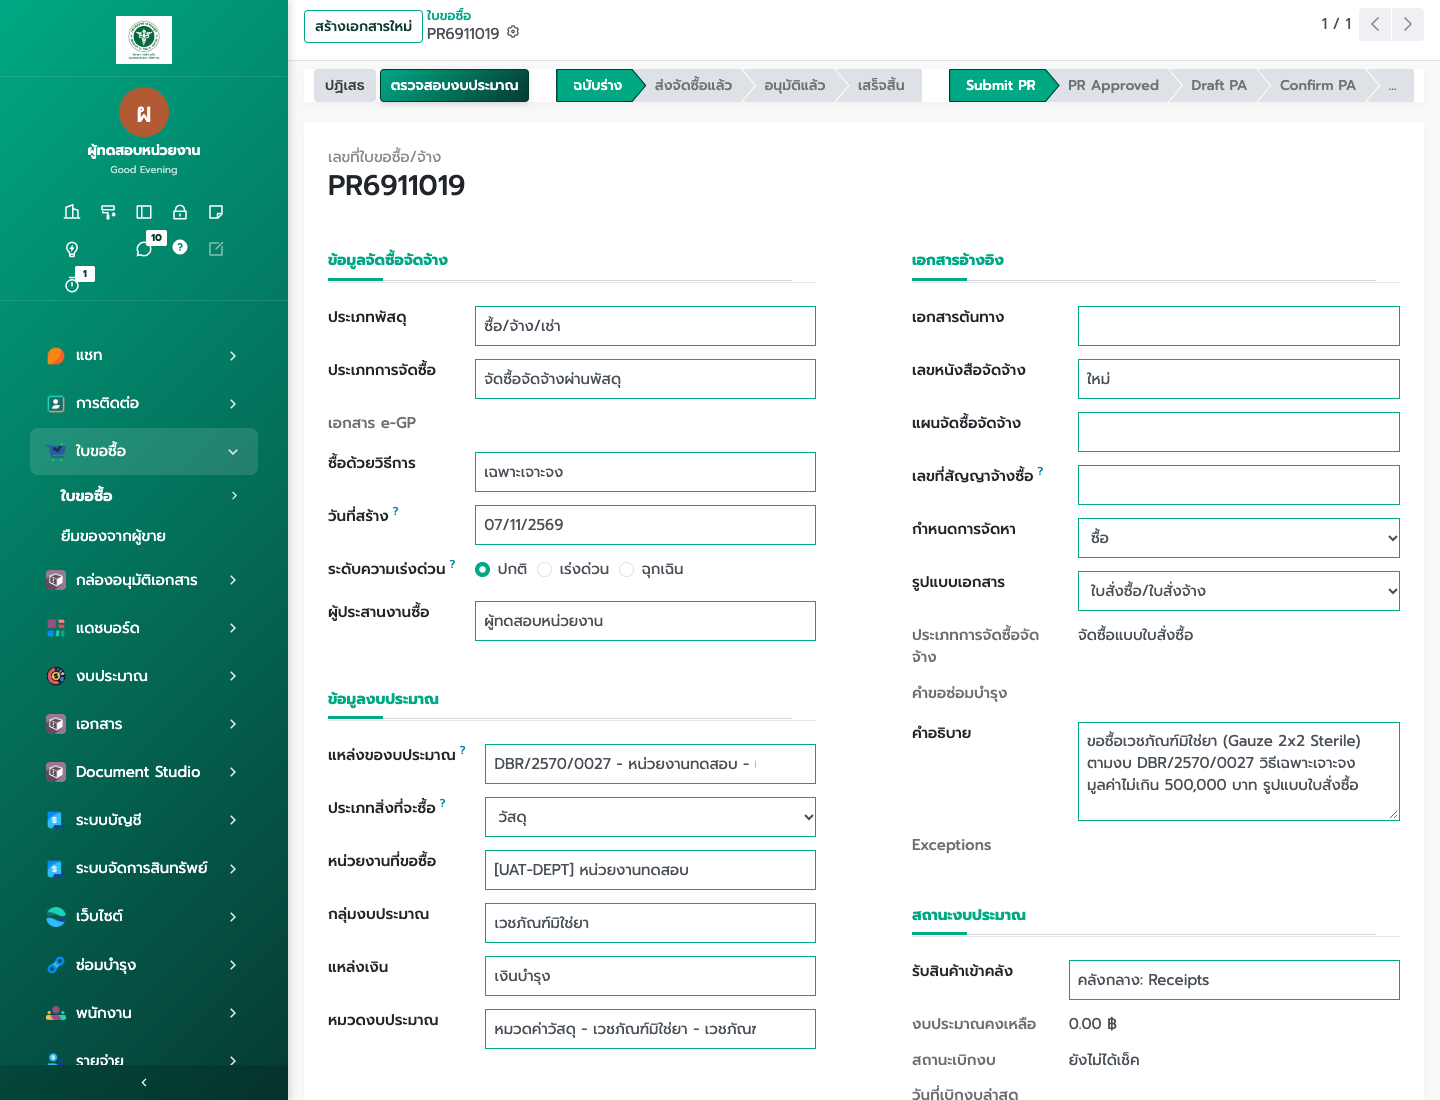 ผู้ทดสอบหน่วยงาน
Good Evening
10
1
แชท
การติดต่อ
ใบขอซื้อ
ใบขอซื้อ
ยืมของจากผู้ขาย
กล่องอนุมัติเอกสาร
แดชบอร์ด
งบประมาณ
เอกสาร
Document Studio
ระบบบัญชี
ระบบจัดการสินทรัพย์
เว็บไซต์
ซ่อมบำรุง
พนักงาน
รายจ่าย
สร้างเอกสารใหม่
ใบขอซื้อ
PR6911019
1 / 1
ปฏิเสธ
ตรวจสอบงบประมาณ
ฉบับร่าง
ส่งจัดซื้อแล้ว
อนุมัติแล้ว
เสร็จสิ้น
Submit PR
PR Approved
Draft PA
Confirm PA
...
เลขที่ใบขอซื้อ/จ้าง
PR6911019
ข้อมูลจัดซื้อจัดจ้าง
ประเภทพัสดุ
ซื้อ/จ้าง/เช่า
ประเภทการจัดซื้อ
จัดซื้อจัดจ้างผ่านพัสดุ
เอกสาร e-GP
ซื้อด้วยวิธีการ
เฉพาะเจาะจง
วันที่สร้าง ?
07/11/2569
ระดับความเร่งด่วน ?
ปกติ
เร่งด่วน
ฉุกเฉิน
ผู้ประสานงานซื้อ
ผู้ทดสอบหน่วยงาน
ข้อมูลงบประมาณ
แหล่งของบประมาณ ?
DBR/2570/0027 - หน่วยงานทดสอบ -
ประเภทสิ่งที่จะซื้อ ?
วัสดุ
หน่วยงานที่ขอซื้อ
[UAT-DEPT] หน่วยงานทดสอบ
กลุ่มงบประมาณ
เวชภัณฑ์มิใช่ยา
แหล่งเงิน
เงินบำรุง
หมวดงบประมาณ
หมวดค่าวัสดุ - เวชภัณฑ์มิใช่ยา - เวชภัณฑ
เอกสารอ้างอิง
เอกสารต้นทาง
เลขหนังสือจัดจ้าง
ใหม่
แผนจัดซื้อจัดจ้าง
เลขที่สัญญาจ้างซื้อ ?
กำหนดการจัดหา
ซื้อ
รูปแบบเอกสาร
ใบสั่งซื้อ/ใบสั่งจ้าง
ประเภทการจัดซื้อจัด
จ้าง
จัดซื้อแบบใบสั่งซื้อ
คำขอซ่อมบำรุง
คำอธิบาย
ขอซื้อเวชภัณฑ์มิใช่ยา (Gauze 2x2 Sterile)
ตามงบ DBR/2570/0027 วิธีเฉพาะเจาะจง
มูลค่าไม่เกิน 500,000 บาท รูปแบบใบสั่งซื้อ
Exceptions
สถานะงบประมาณ
รับสินค้าเข้าคลัง
คลังกลาง: Receipts
งบประมาณคงเหลือ
0.00 ฿
สถานะเบิกงบ
ยังไม่ได้เช็ค
วันที่เบิกงบล่าสุด